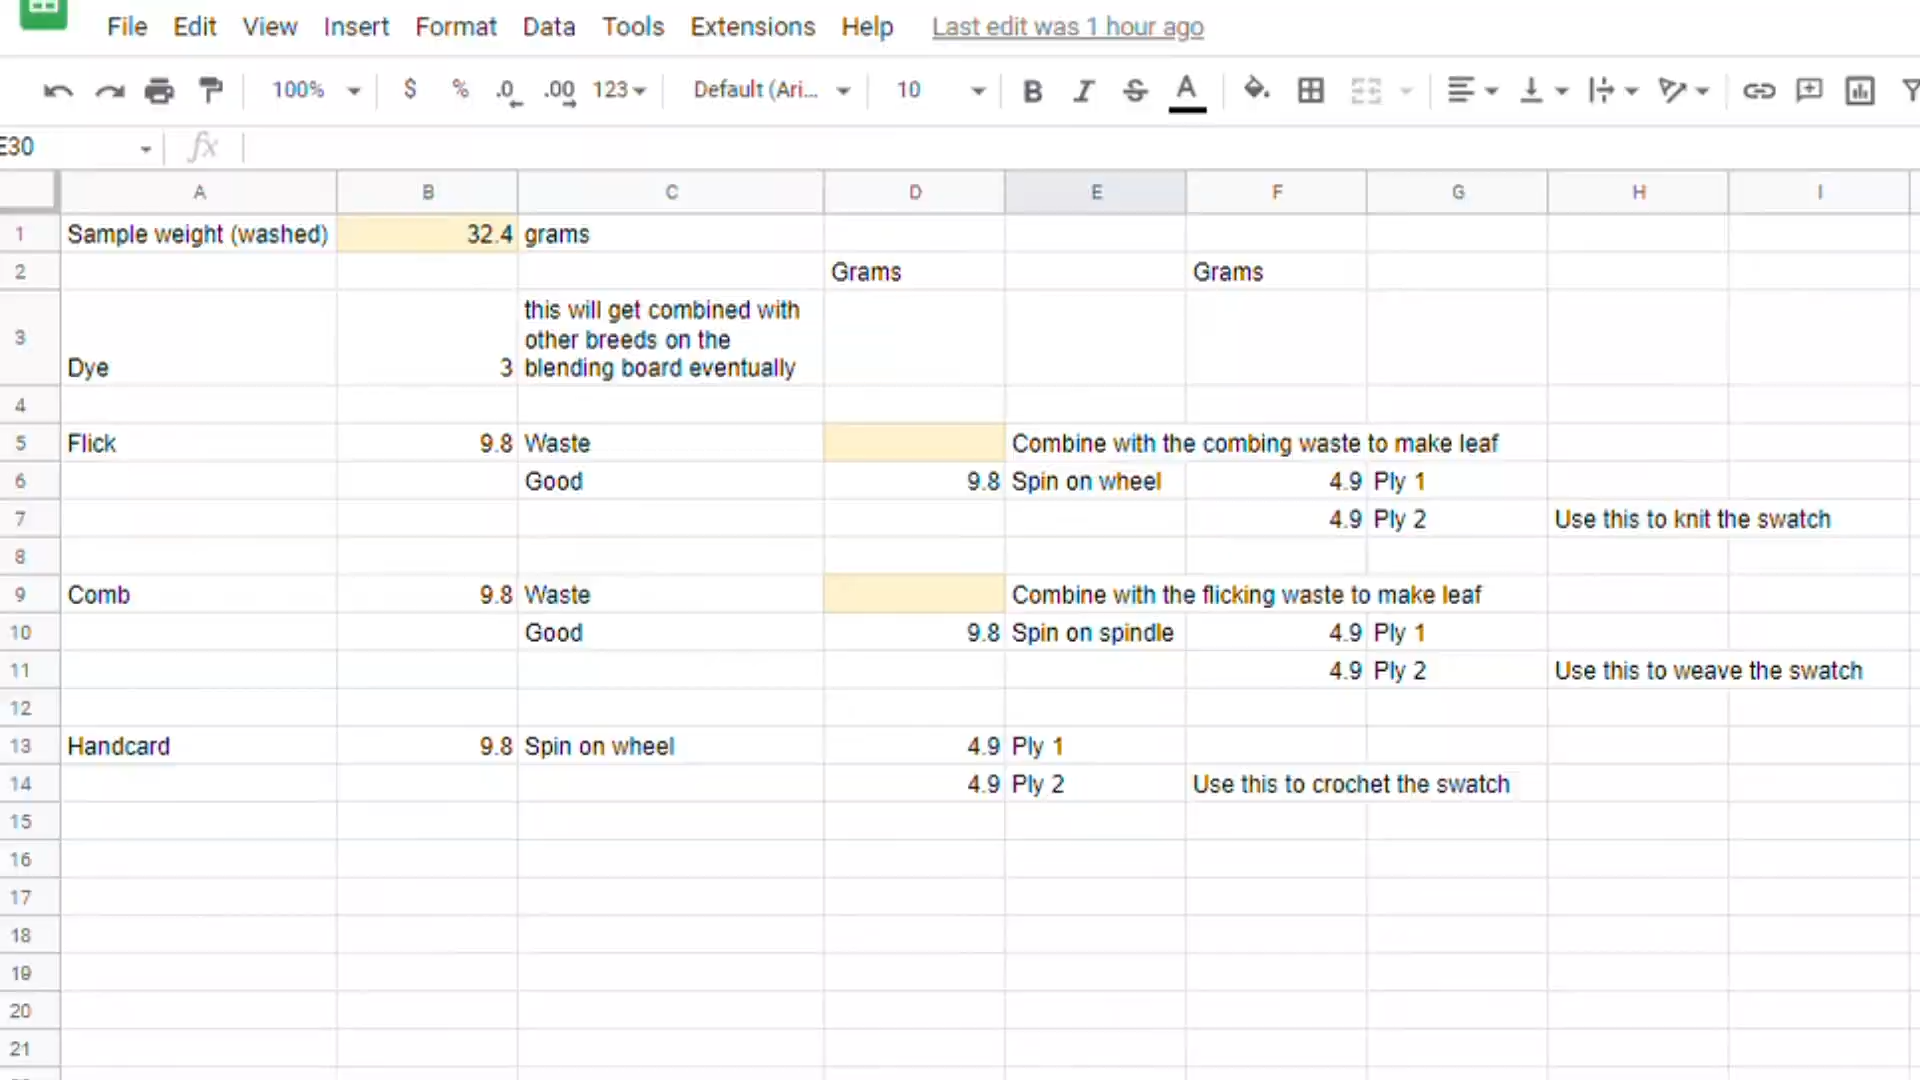 File Edit View Insert Format Data Tools Extensions Help Last edit was 1 hour ago
100% $ % .0 .00 123 Default (Ari... 10 B I S A
E30 fx
A B C D E F G H I
1 Sample weight (washed) 32.4 grams
2 Grams Grams
3 Dye 3 this will get combined with
other breeds on the
blending board eventually
4
5 Flick 9.8 Waste Combine with the combing waste to make leaf
6 Good 9.8 Spin on wheel 4.9 Ply 1
7 4.9 Ply 2 Use this to knit the swatch
8
9 Comb 9.8 Waste Combine with the flicking waste to make leaf
10 Good 9.8 Spin on spindle 4.9 Ply 1
11 4.9 Ply 2 Use this to weave the swatch
12
13 Handcard 9.8 Spin on wheel 4.9 Ply 1
14 4.9 Ply 2 Use this to crochet the swatch
15
16
17
18
19
20
21